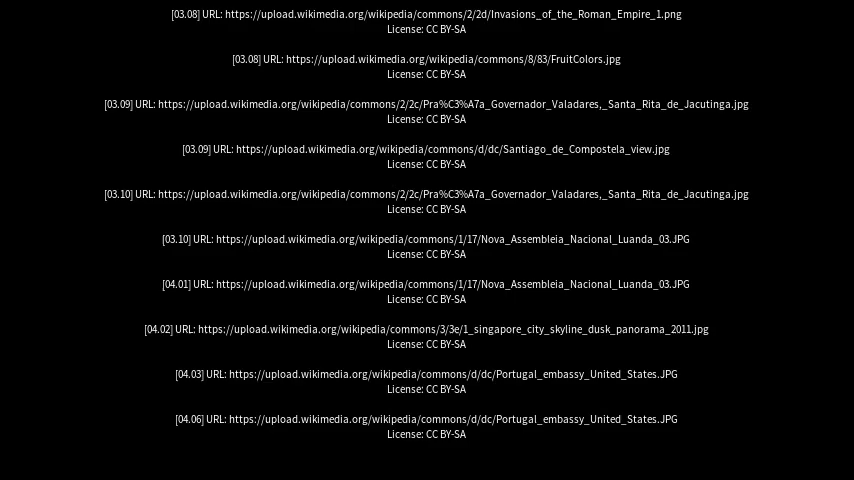 [03.08] URL: https://upload.wikimedia.org/wikipedia/commons/2/2d/Invasions_of_the_Roman_Empire_1.png
License: CC BY-SA
[03.08] URL: https://upload.wikimedia.org/wikipedia/commons/8/83/FruitColors.jpg
License: CC BY-SA
[03.09] URL: https://upload.wikimedia.org/wikipedia/commons/2/2c/Pra%C3%A7a_Governador_Valadares,_Santa_Rita_de_Jacutinga.jpg
License: CC BY-SA
[03.09] URL: https://upload.wikimedia.org/wikipedia/commons/d/dc/Santiago_de_Compostela_view.jpg
License: CC BY-SA
[03.10] URL: https://upload.wikimedia.org/wikipedia/commons/2/2c/Pra%C3%A7a_Governador_Valadares,_Santa_Rita_de_Jacutinga.jpg
License: CC BY-SA
[03.10] URL: https://upload.wikimedia.org/wikipedia/commons/1/17/Nova_Assembleia_Nacional_Luanda_03.JPG
License: CC BY-SA
[04.01] URL: https://upload.wikimedia.org/wikipedia/commons/1/17/Nova_Assembleia_Nacional_Luanda_03.JPG
License: CC BY-SA
[04.02] URL: https://upload.wikimedia.org/wikipedia/commons/3/3e/1_singapore_city_skyline_dusk_panorama_2011.jpg
License: CC BY-SA
[04.03] URL: https://upload.wikimedia.org/wikipedia/commons/d/dc/Portugal_embassy_United_States.JPG
License: CC BY-SA
[04.06] URL: https://upload.wikimedia.org/wikipedia/commons/d/dc/Portugal_embassy_United_States.JPG
License: CC BY-SA